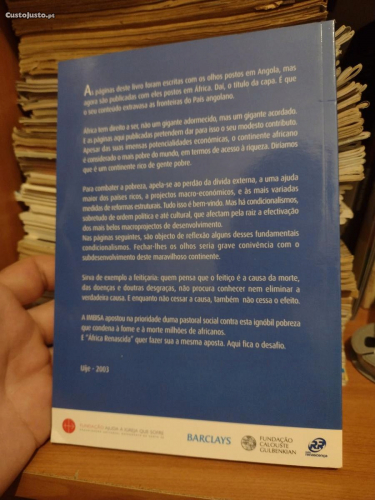 CustoJusto
As páginas deste livro foram escritas com os olhos postos em Angola, mas
agora são publicadas com eles postos em África. Daí, o título da capa. É que
o seu conteúdo extravasa as fronteiras do País angolano.
África tem direito a ser, não um gigante adormecido, mas um gigante acordado.
E as páginas aqui publicadas pretendem dar para isso o seu modesto contributo.
Apesar das suas imensas potencialidades económicas, o continente africano
é considerado o mais pobre do mundo, em termos de acesso à riqueza. Diríamos
que é um continente rico de gente pobre.
Para combater a pobreza, apela-se ao perdão da dívida externa, a uma ajuda
maior dos países ricos, a projectos macro-económicos, e às mais variadas
medidas de reformas estruturais. Tudo isso é bem-vindo. Mas há condicionalismos,
sobretudo de ordem política e até cultural, que afectam pela raiz a efectivação
dos mais belos macroprojectos de desenvolvimento.
Nas páginas seguintes, são objecto de reflexão alguns desses fundamentais
condicionalismos. Fechar-lhes os olhos seria grave conivência com o
subdesenvolvimento deste maravilhoso continente.
Sirva de exemplo a feitiçaria: quem pensa que o feitiço é a causa da morte,
das doenças e doutras desgraças, não procura conhecer nem eliminar a
verdadeira causa. E enquanto não cessar a causa, também não cessa o efeito.
A IMBISA apostou na prioridade duma pastoral social contra esta ignóbil pobreza
que condena à fome e à morte milhões de africanos.
E "África Renascida" quer fazer sua a mesma aposta. Aqui fica o desafio.
Uíje - 2003
FUNDAÇÃO AJUDA À IGREJA QUE SOFRE
BARCLAYS
FUNDAÇÃO
CALOUSTE
GULBENKIAN